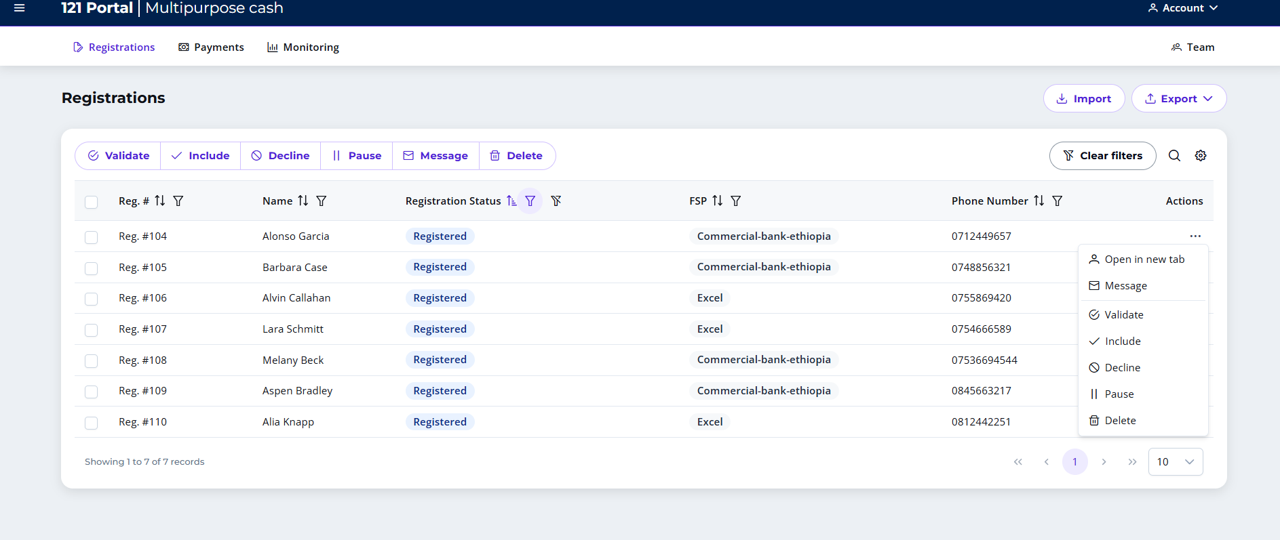 121 Portal | Multipurpose cash Account
Registrations Payments Monitoring Team
Registrations Import Export
Validate Include Decline Pause Message Delete Clear filters
Reg. # Name Registration Status FSP Phone Number Actions
Reg. #104 Alonso Garcia Registered Commercial-bank-ethiopia 0712449657 ...
Open in new tab
Reg. #105 Barbara Case Registered Commercial-bank-ethiopia 0748856321
Message
Reg. #106 Alvin Callahan Registered Excel 0755869420
Validate
Reg. #107 Lara Schmitt Registered Excel 0754666589
Include
Reg. #108 Melany Beck Registered Commercial-bank-ethiopia 07536694544
Decline
Reg. #109 Aspen Bradley Registered Commercial-bank-ethiopia 0845663217
Pause
Reg. #110 Alia Knapp Registered Excel 0812442251
Delete
Showing 1 to 7 of 7 records 1 10